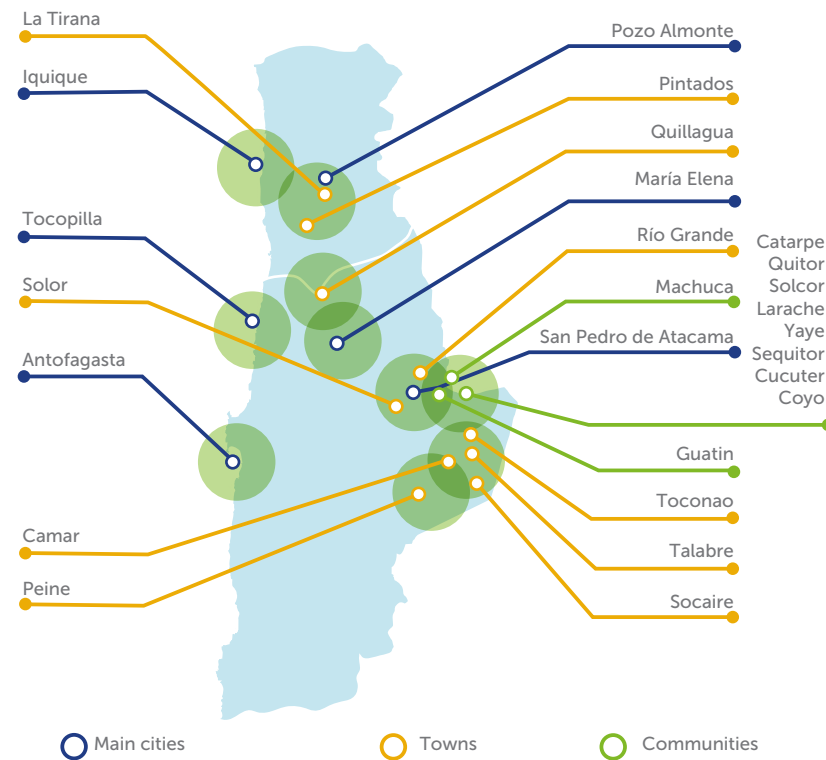 La Tirana
Iquique
Tocopilla
Solor
Antofagasta
Camar
Peine
Pozo Almonte
Pintados
Quillagua
María Elena
Río Grande
Machuca
San Pedro de Atacama
Catarpe
Quitor
Solcor
Larache
Yaye
Sequitor
Cucuter
Coyo
Guatin
Toconao
Talabre
Socaire
Main cities
Towns
Communities